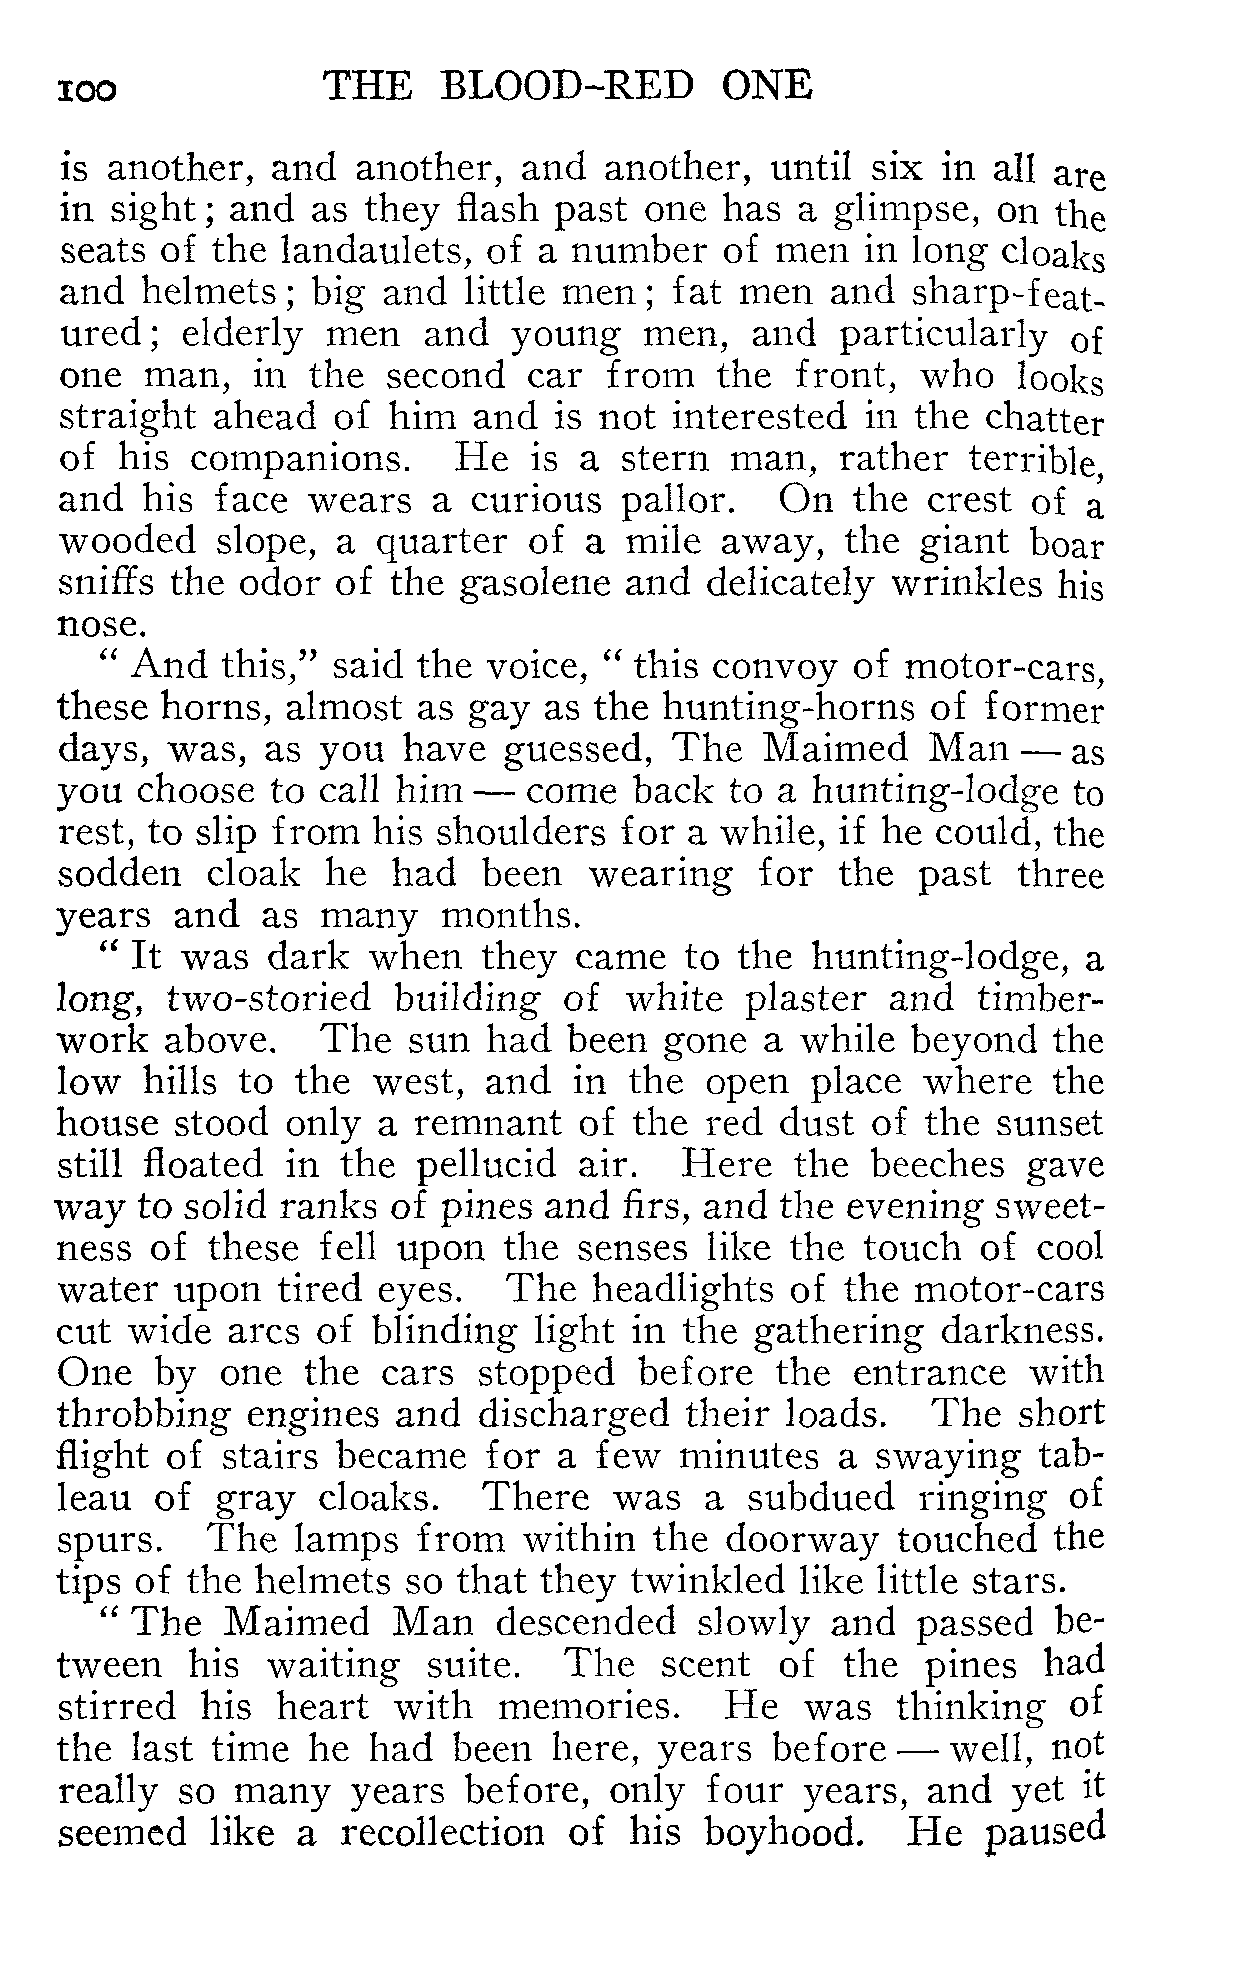 100 THE BLOOD-RED ONE
is another, and another, and another, until six in all are
in sight; and as they flash past one has a glimpse, on the
seats of the landaulets, of a number of men in long cloaks
and helmets; big and little men; fat men and sharp-feat-
ured; elderly men and young men, and particularly of
one man, in the second car from the front, who looks
straight ahead of him and is not interested in the chatter
of his companions. He is a stern man, rather terrible,
and his face wears a curious pallor. On the crest of a
wooded slope, a quarter of a mile away, the giant boar
sniffs the odor of the gasolene and delicately wrinkles his
nose.
" And this," said the voice, " this convoy of motor-cars,
these horns, almost as gay as the hunting-horns of former
days, was, as you have guessed, The Maimed Man — as
you choose to call him — come back to a hunting-lodge to
rest, to slip from his shoulders for a while, if he could, the
sodden cloak he had been wearing for the past three
years and as many months.
" It was dark when they came to the hunting-lodge, a
long, two-storied building of white plaster and timber-
work above. The sun had been gone a while beyond the
low hills to the west, and in the open place where the
house stood only a remnant of the red dust of the sunset
still floated in the pellucid air. Here the beeches gave
way to solid ranks of pines and firs, and the evening sweet-
ness of these fell upon the senses like the touch of cool
water upon tired eyes. The headlights of the motor-cars
cut wide arcs of blinding light in the gathering darkness.
One by one the cars stopped before the entrance with
throbbing engines and discharged their loads. The short
flight of stairs became for a few minutes a swaying tab-
leau of gray cloaks. There was a subdued ringing of
spurs. The lamps from within the doorway touched the
tips of the helmets so that they twinkled like little stars.
" The Maimed Man descended slowly and passed be-
tween his waiting suite. The scent of the pines had
stirred his heart with memories. He was thinking of
the last time he had been here, years before — well, not
really so many years before, only four years, and yet it
seemed like a recollection of his boyhood. He paused